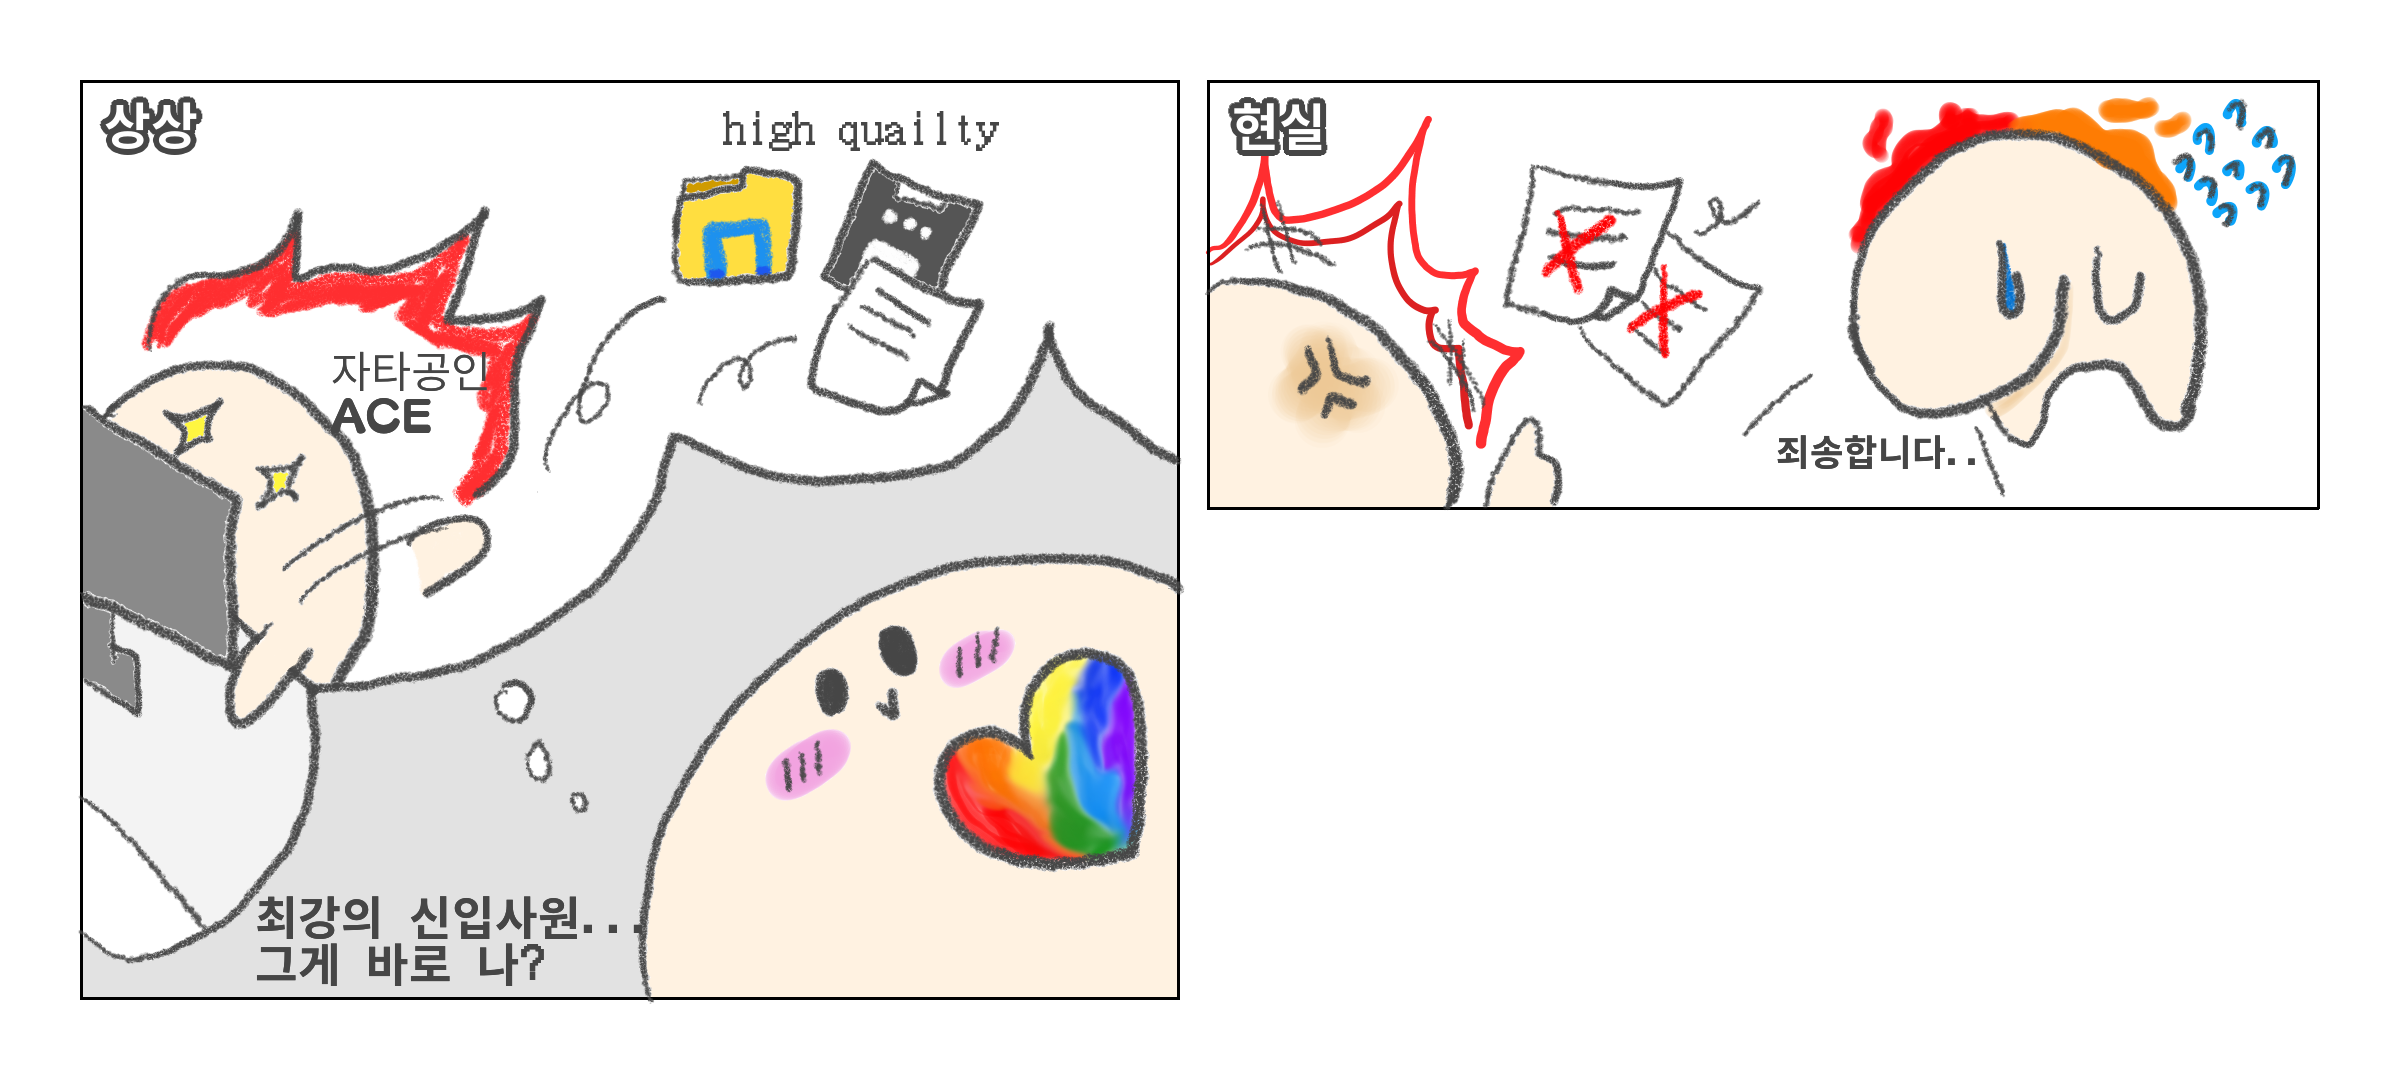 상상
high quailty
자타공인
ACE
최강의 신입사원...
그게 바로 나?
현실
죄송합니다..